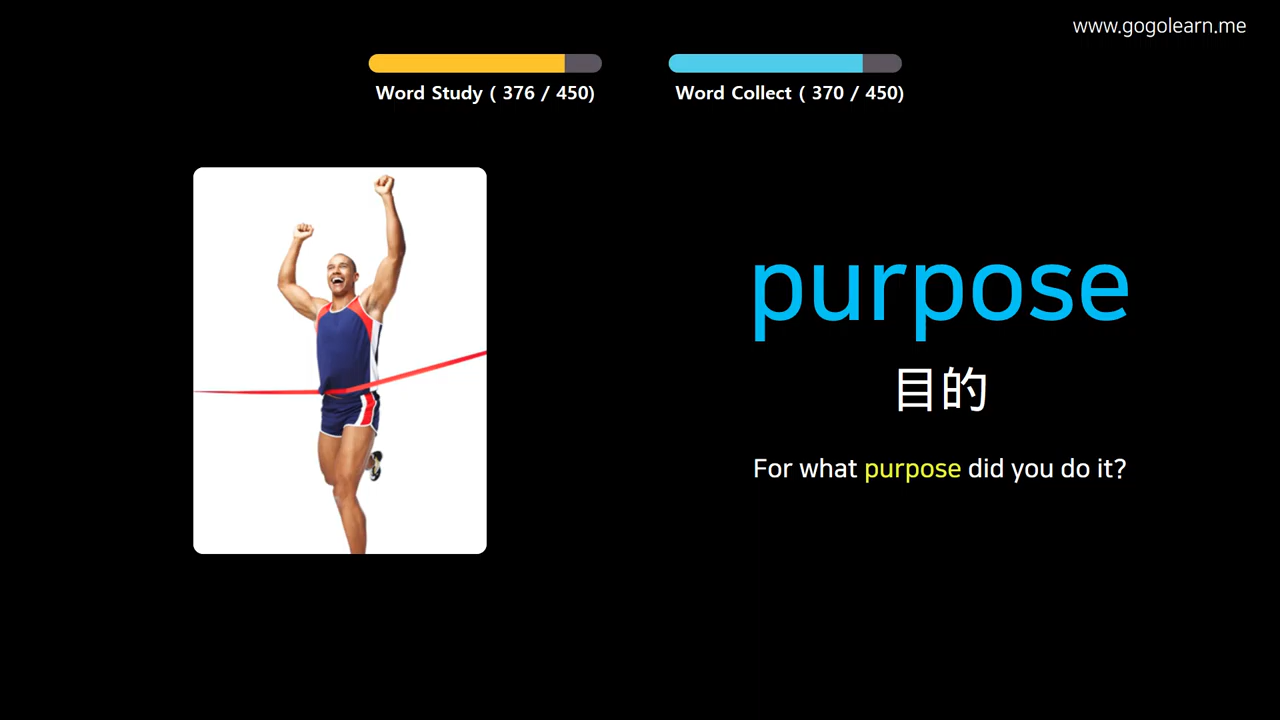 www.gogolearn.me
Word Study ( 376 / 450)
Word Collect ( 370 / 450)
purpose
目的
For what purpose did you do it?